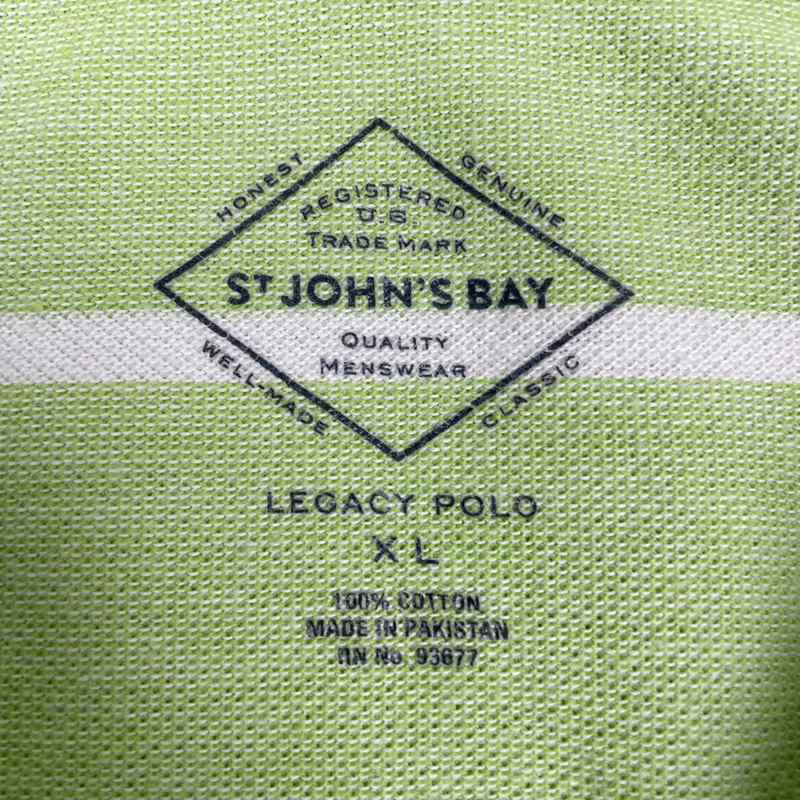 HONEST
GENUINE
REGISTERED
U.S.
TRADE MARK
ST JOHN'S BAY
QUALITY
MENSWEAR
WELL-MADE
CLASSIC
LEGACY POLO
XL
100% COTTON
MADE IN PAKISTAN
RN No 93677